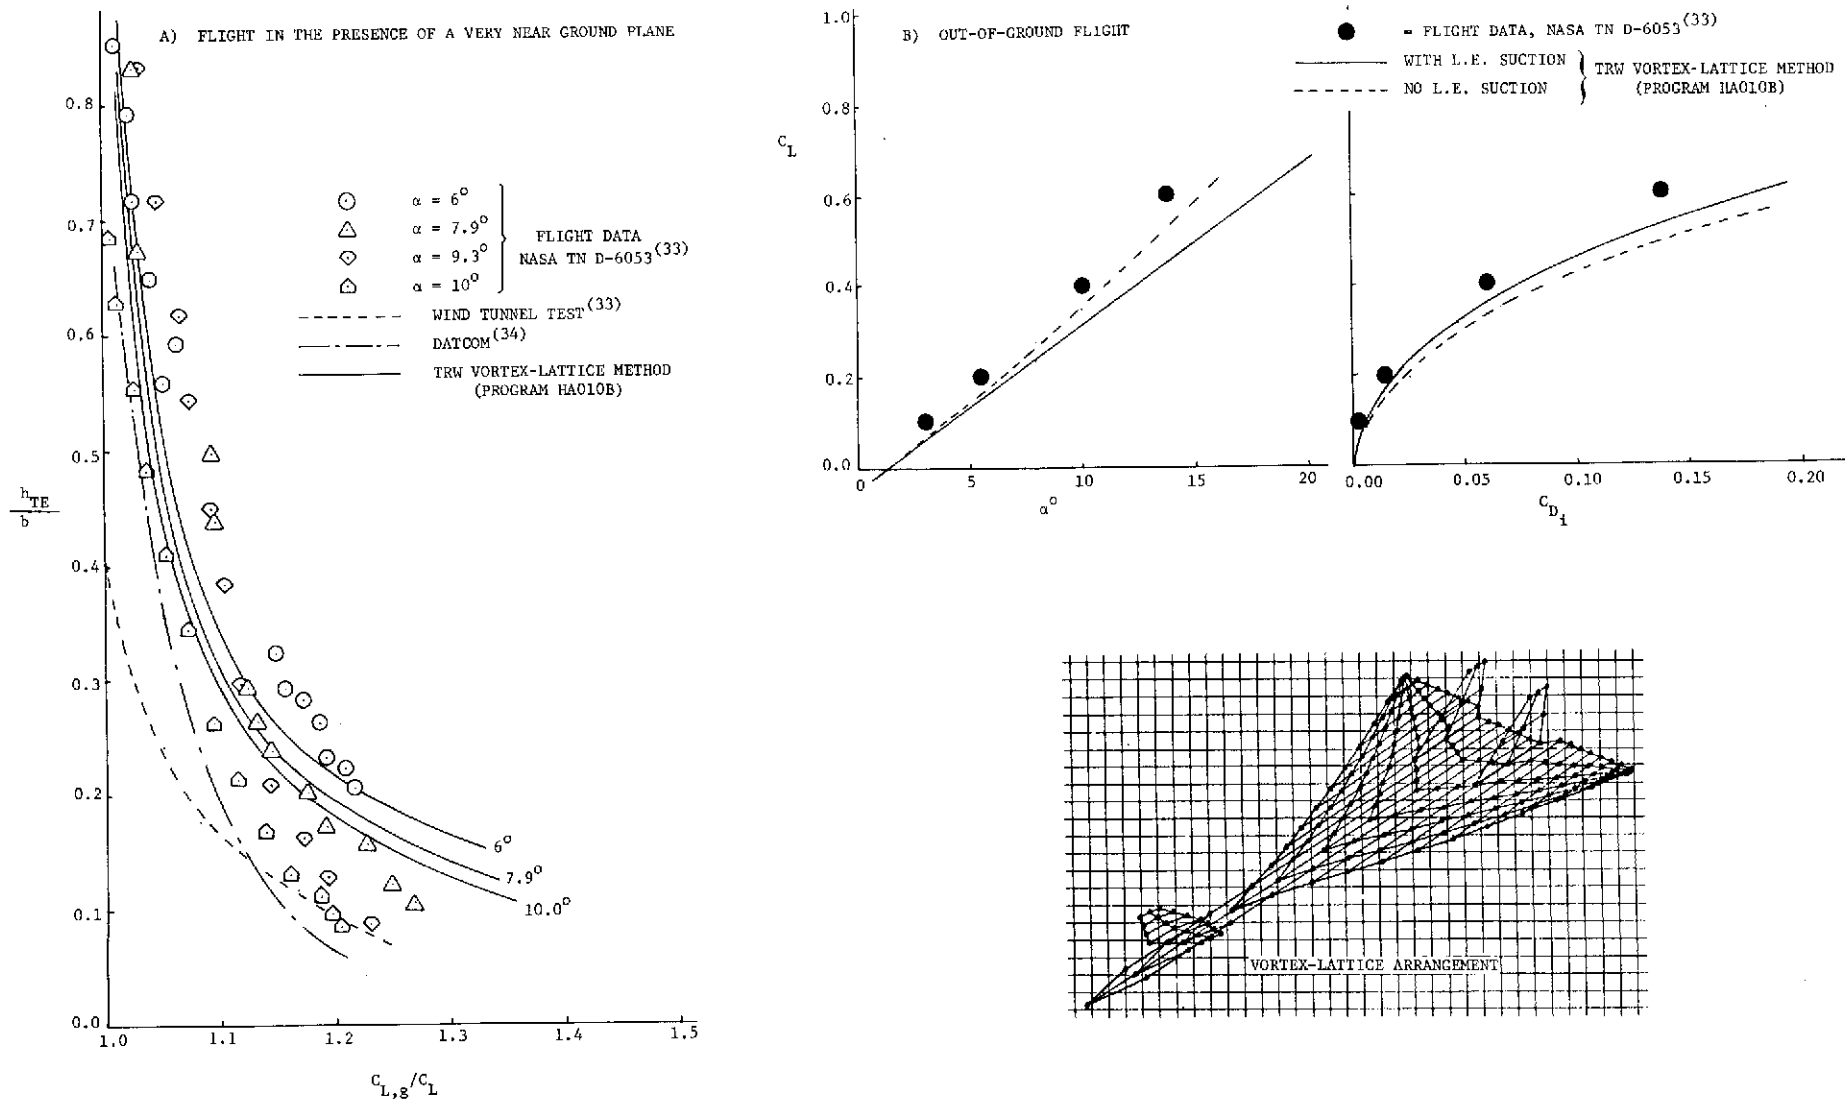 A) FLIGHT IN THE PRESENCE OF A VERY NEAR GROUND PLANE
α = 6°
α = 7.9°
α = 9.3°
α = 10°
FLIGHT DATA
NASA TN D-6053(33)
WIND TUNNEL TEST(33)
DATCOM(34)
TRW VORTEX-LATTICE METHOD
(PROGRAM HA010B)
0.8
0.7
0.6
0.5
0.4
0.3
0.2
0.1
0.0
h_TE
b
6°
7.9°
10.0°
1.0
1.1
1.2
1.3
1.4
1.5
C_L,g/C_L
B) OUT-OF-GROUND FLIGHT
= FLIGHT DATA, NASA TN D-6053(33)
WITH L.E. SUCTION
NO L.E. SUCTION
TRW VORTEX-LATTICE METHOD
(PROGRAM HA010B)
1.0
0.8
0.6
0.4
0.2
0.0
C_L
0
5
10
15
20
α°
0.00
0.05
0.10
0.15
0.20
C_D_i
VORTEX-LATTICE ARRANGEMENT